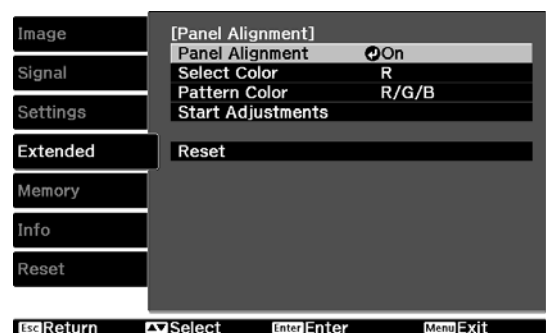 Image
Signal
Settings
Extended
Memory
Info
Reset
[Panel Alignment]
Panel Alignment On
Select Color R
Pattern Color R/G/B
Start Adjustments
Reset
Esc Return Select Enter Enter Menu Exit